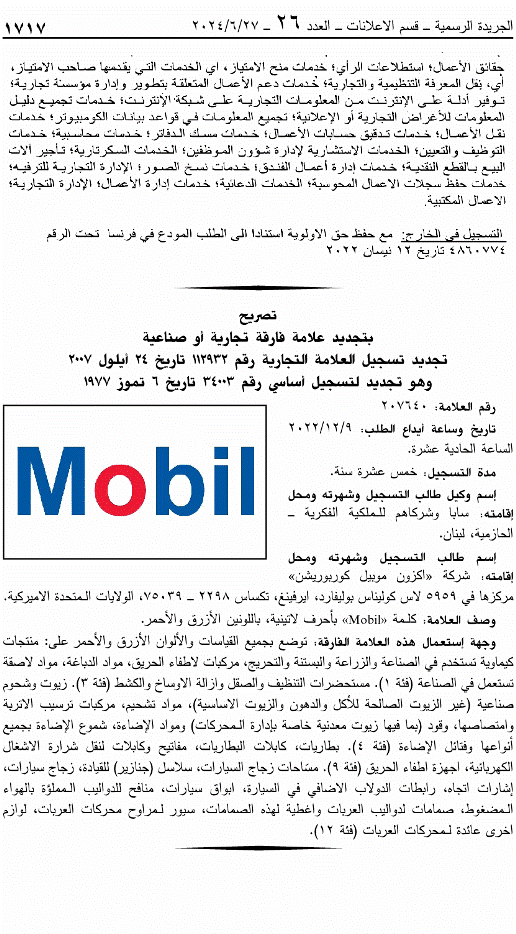 الجريدة الرسمية ــ قسم الاعلانات ــ العدد ٢٦ ــ ٢٠٢٤/٦/٢٧
١٧١٧
حقائق الأعمال؛ استطلاعات الرأي؛ خدمات منح الامتياز، اي الخدمات التي يقدمها صاحب الامتياز،
أي، نقل المعرفة التنظيمية والتجارية؛ خدمات دعم الأعمال المتعلقة بتطوير وإدارة مؤسسة تجارية؛
توفير أدلة على الإنترنت من المعلومات التجارية على شبكة الإنترنت؛ خدمات تجميع دليل
المعلومات للأغراض التجارية أو الإعلانية؛ تجميع المعلومات في قواعد بيانات الكومبيوتر؛ خدمات
نقل الأعمال؛ خدمات تدقيق حسابات الأعمال؛ خدمات مسك الدفاتر؛ خدمات محاسبية؛ خدمات
التوظيف والتعيين؛ الخدمات الاستشارية لإدارة شؤون الموظفين؛ الخدمات السكرتارية؛ تأجير آلات
البيع بالقطع النقدية؛ خدمات إدارة أعمال الفندق؛ خدمات نسخ الصور؛ الإدارة التجارية للترفيه؛
خدمات حفظ سجلات الاعمال المحوسبة؛ الخدمات الدعائية؛ خدمات إدارة الأعمال؛ الإدارة التجارية؛
الاعمال المكتبية.
التسجيل في الخارج: مع حفظ حق الاولوية استنادا الى الطلب المودع في فرنسا تحت الرقم
٤٨٦٠٧٧٤ تاريخ ١٢ نيسان ٢٠٢٢
تصريح
بتجديد علامة فارقة تجارية أو صناعية
تجديد تسجيل العلامة التجارية رقم ١١٢٩٣٢ تاريخ ٢٤ أيلول ٢٠٠٧
وهو تجديد لتسجيل أساسي رقم ٣٤٠٠٣ تاريخ ٦ تموز ١٩٧٧
رقم العلامة: ٢٠٧٦٤٠
تاريخ وساعة أيداع الطلب: ٢٠٢٢/١٢/٩
الساعة الحادية عشرة.
مدة التسجيل: خمس عشرة سنة.
إسم وكيل طالب التسجيل وشهرته ومحل
إقامته: سابا وشركاهم للملكية الفكرية ــ
الحازمية، لبنان.
Mobil
إسم طالب التسجيل وشهرته ومحل
إقامته: شركة «اكزون موبيل كوربوريشن»
مركزها في ٥٩٥٩ لاس كوليناس بوليفارد، ايرفينغ، تكساس ٢٢٩٨ ــ ٧٥٠٣٩، الولايات المتحدة الاميركية.
وصف العلامة: كلمة «Mobil» بأحرف لاتينية، باللونين الأزرق والأحمر.
وجهة إستعمال هذه العلامة الفارقة: توضع بجميع القياسات والألوان الأزرق والأحمر على: منتجات
كيماوية تستخدم في الصناعة والزراعة والبستنة والتحريج، مركبات لاطفاء الحريق، مواد الدباغة، مواد لاصقة
تستعمل في الصناعة (فئة ١). مستحضرات التنظيف والصقل وازالة الاوساخ والكشط (فئة ٣). زيوت وشحوم
صناعية (غير الزيوت الصالحة للأكل والدهون والزيوت الاساسية)، مواد تشحيم، مركبات ترسيب الاتربة
وامتصاصها، وقود (بما فيها زيوت معدنية خاصة بإدارة المحركات) ومواد الإضاءة، شموع الإضاءة بجميع
أنواعها وفتائل الإضاءة (فئة ٤). بطاريات، كابلات البطاريات، مفاتيح وكابلات لنقل شرارة الاشغال
الكهربائية، اجهزة اطفاء الحريق (فئة ٩). مسّاحات زجاج السيارات، سلاسل (جنازير) للقيادة، زجاج سيارات،
إشارات اتجاه، رابطات الدولاب الاضافي في السيارة، ابواق سيارات، منافخ للدواليب المملؤة بالهواء
المضغوط، صمامات لدواليب العربات واغطية لهذه الصمامات، سيور لمراوح محركات العربات، لوازم
اخرى عائدة لمحركات العربات (فئة ١٢).